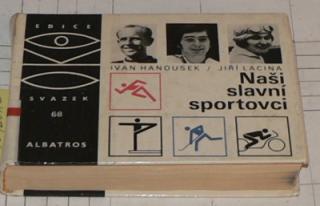 EDICE
SVAZEK
68
ALBATROS
IVAN HANOUSEK / JIŘÍ LACINA
Naši
slavní
sportovci